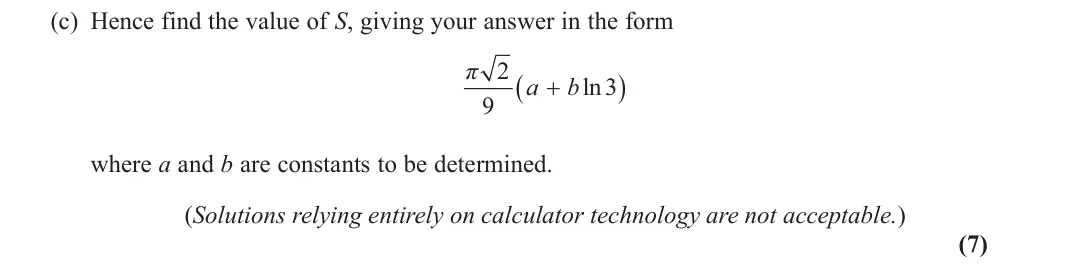 (c) Hence find the value of S, giving your answer in the form
π√2/9 (a + b ln 3)
where a and b are constants to be determined.
(Solutions relying entirely on calculator technology are not acceptable.)
(7)